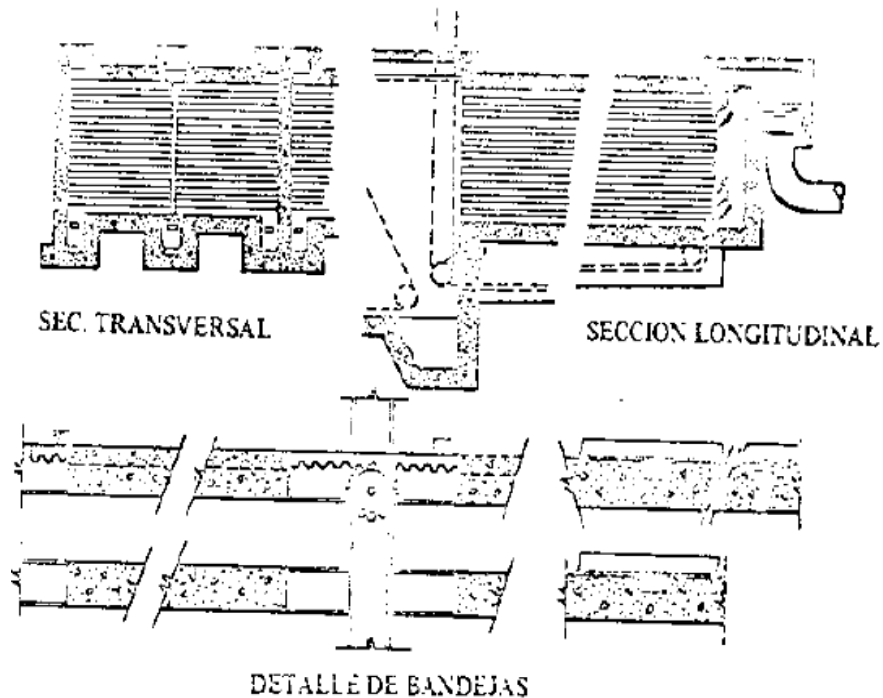 SEC. TRANSVERSAL
SECCION LONGITUDINAL
DETALLE DE BANDEJAS